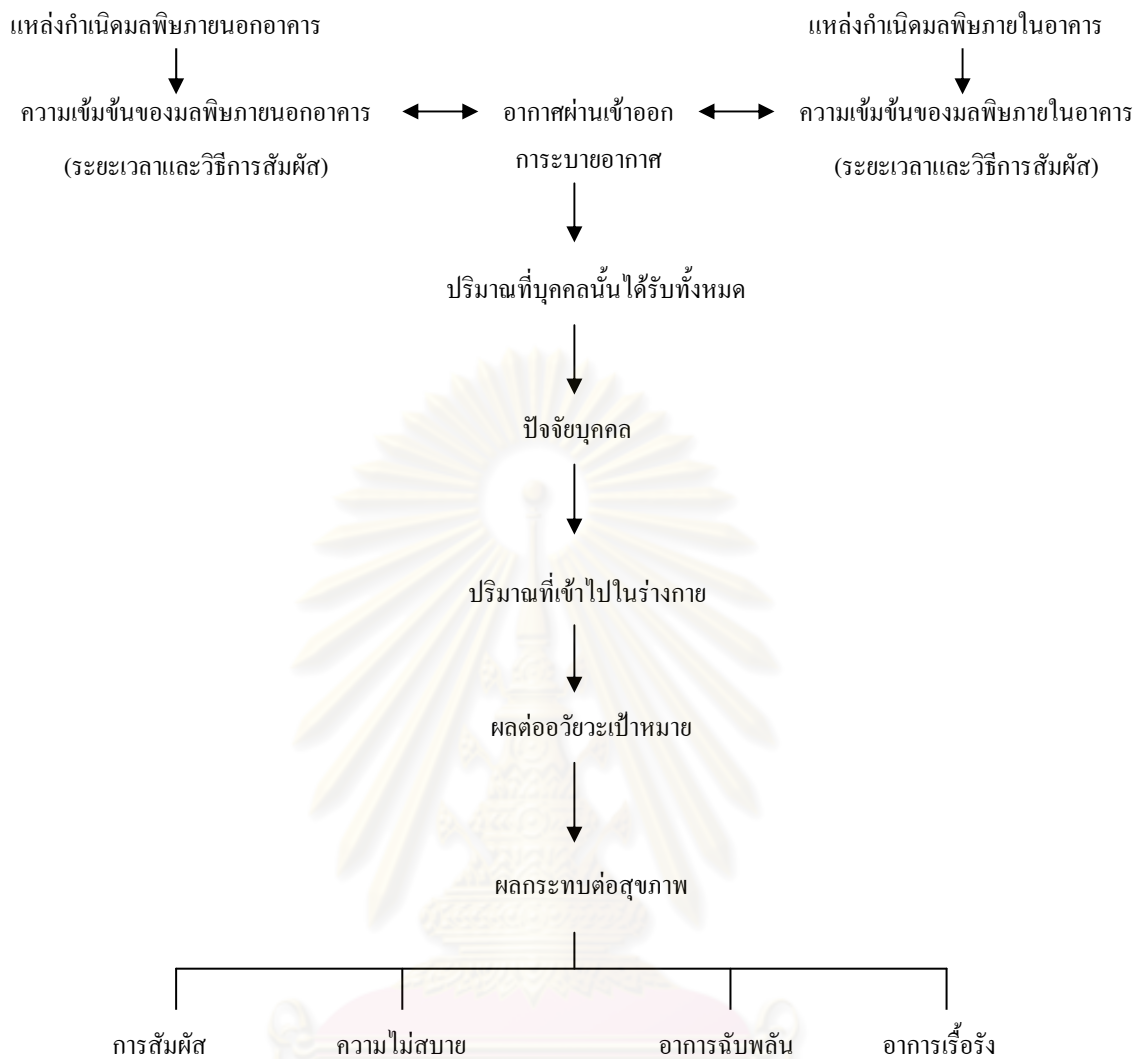 แหล่งกำเนิดมลพิษภายนอกอาคาร
แหล่งกำเนิดมลพิษภายในอาคาร
ความเข้มข้นของมลพิษภายนอกอาคาร
อากาศผ่านเข้าออก
ความเข้มข้นของมลพิษภายในอาคาร
(ระยะเวลาและวิธีการสัมผัส)
การะบายอากาศ
(ระยะเวลาและวิธีการสัมผัส)
ปริมาณที่บุคคลนั้นได้รับทั้งหมด
ปัจจัยบุคคล
ปริมาณที่เข้าไปในร่างกาย
ผลต่ออวัยวะเป้าหมาย
ผลกระทบต่อสุขภาพ
การสัมผัส
ความไม่สบาย
อาการฉับพลัน
อาการเรื้อรัง